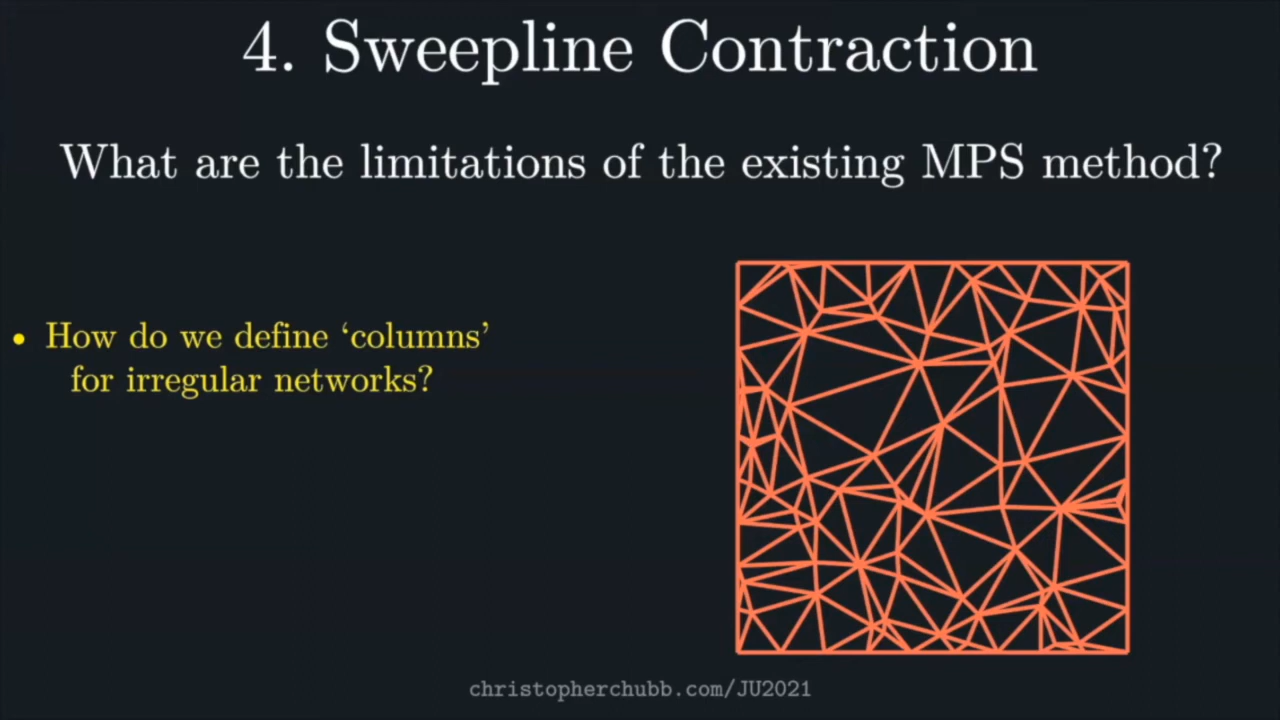 4. Sweepline Contraction
What are the limitations of the existing MPS method?
• How do we define ‘columns’
for irregular networks?
christopherchubb.com/JU2021